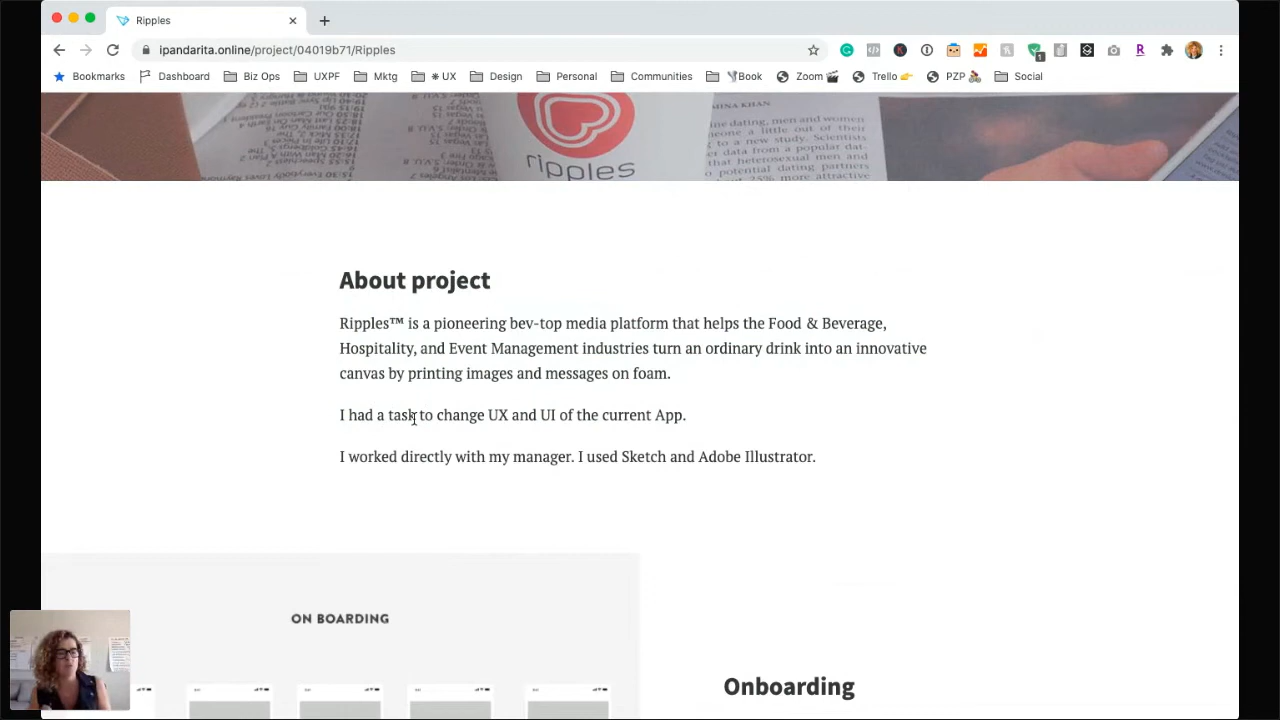 Ripples
ipandarita.online/project/04019b71/Ripples
Bookmarks Dashboard Biz Ops UXPF Mktg UX Design Personal Communities Book Zoom Trello PZP Social
ripples
MINA KHAN
About project
Ripples™ is a pioneering bev-top media platform that helps the Food & Beverage,
Hospitality, and Event Management industries turn an ordinary drink into an innovative
canvas by printing images and messages on foam.
I had a task to change UX and UI of the current App.
I worked directly with my manager. I used Sketch and Adobe Illustrator.
ON BOARDING
Onboarding